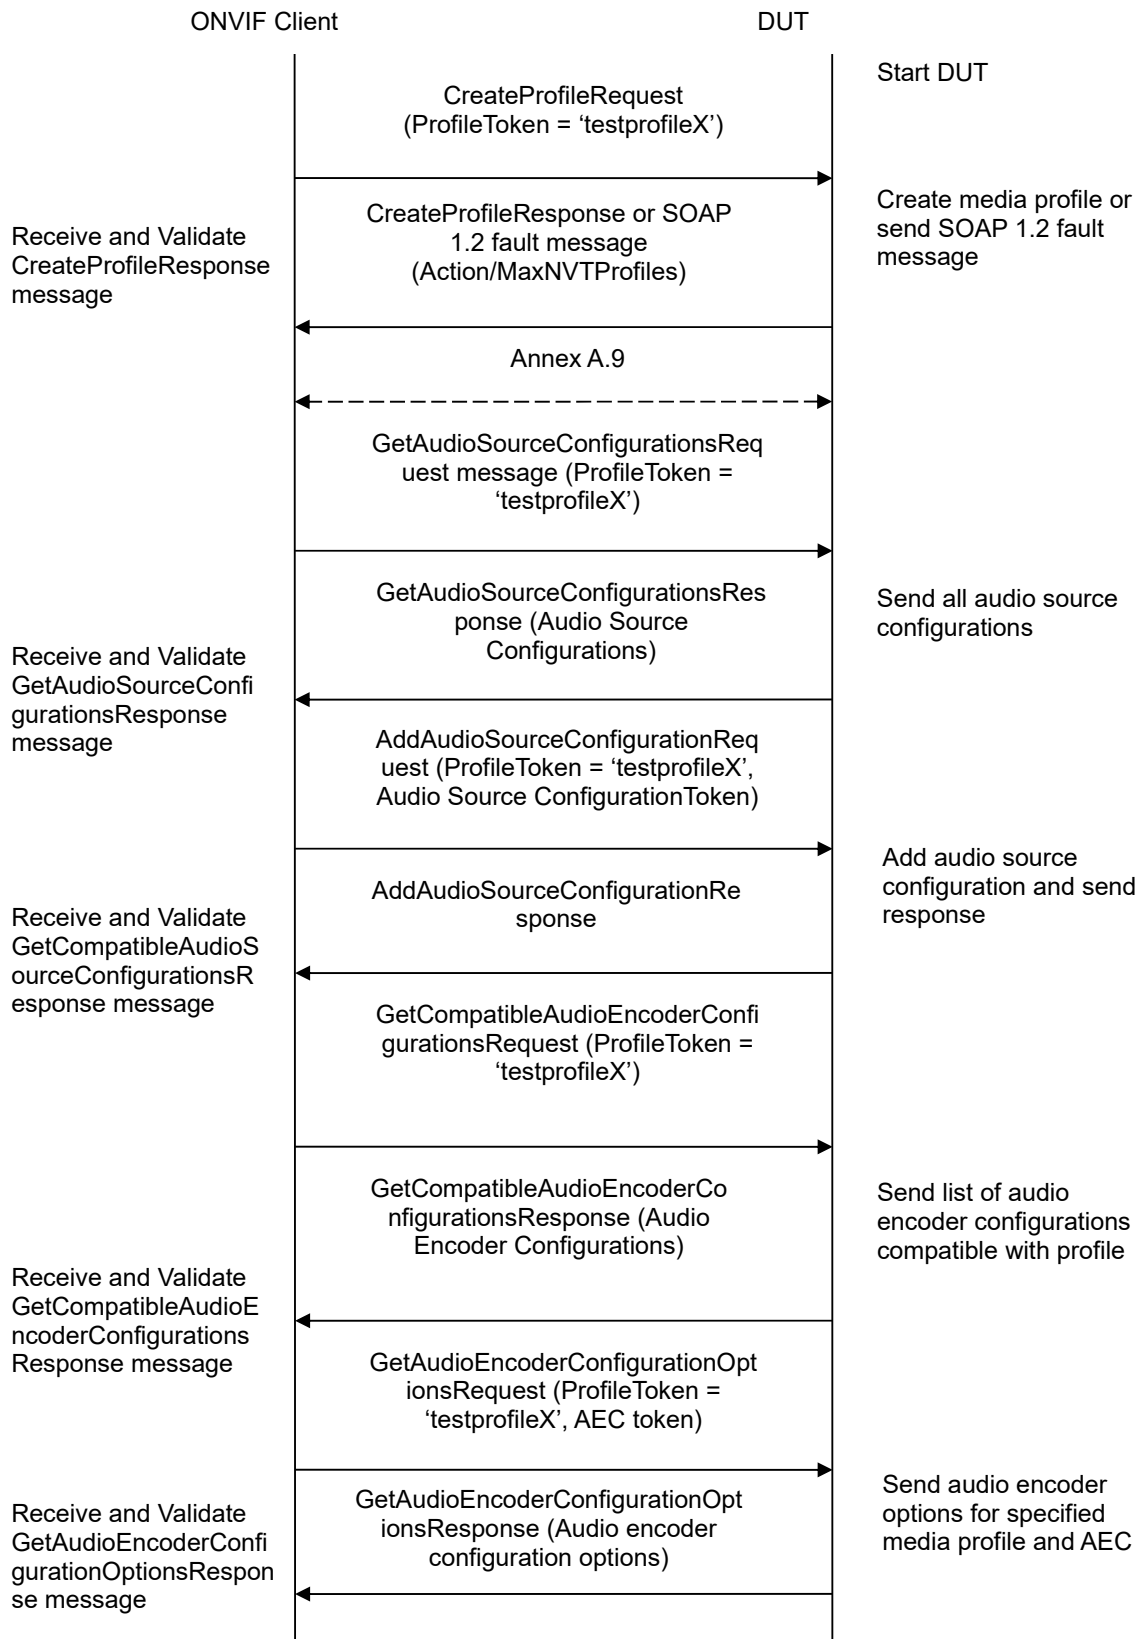 ONVIF Client
DUT
Start DUT
CreateProfileRequest
(ProfileToken = ‘testprofileX’)
Create media profile or
send SOAP 1.2 fault
message
CreateProfileResponse or SOAP
1.2 fault message
(Action/MaxNVTProfiles)
Receive and Validate
CreateProfileResponse
message
Annex A.9
GetAudioSourceConfigurationsReq
uest message (ProfileToken =
‘testprofileX’)
GetAudioSourceConfigurationsRes
ponse (Audio Source
Configurations)
Send all audio source
configurations
Receive and Validate
GetAudioSourceConfi
gurationsResponse
message
AddAudioSourceConfigurationReq
uest (ProfileToken = ‘testprofileX’,
Audio Source ConfigurationToken)
Add audio source
configuration and send
response
AddAudioSourceConfigurationRe
sponse
Receive and Validate
GetCompatibleAudioS
ourceConfigurationsR
esponse message
GetCompatibleAudioEncoderConfi
gurationsRequest (ProfileToken =
‘testprofileX’)
GetCompatibleAudioEncoderCo
nfigurationsResponse (Audio
Encoder Configurations)
Send list of audio
encoder configurations
compatible with profile
Receive and Validate
GetCompatibleAudioE
ncoderConfigurations
Response message
GetAudioEncoderConfigurationOpt
ionsRequest (ProfileToken =
‘testprofileX’, AEC token)
Send audio encoder
options for specified
media profile and AEC
GetAudioEncoderConfigurationOpt
ionsResponse (Audio encoder
configuration options)
Receive and Validate
GetAudioEncoderConfi
gurationOptionsRespon
se message